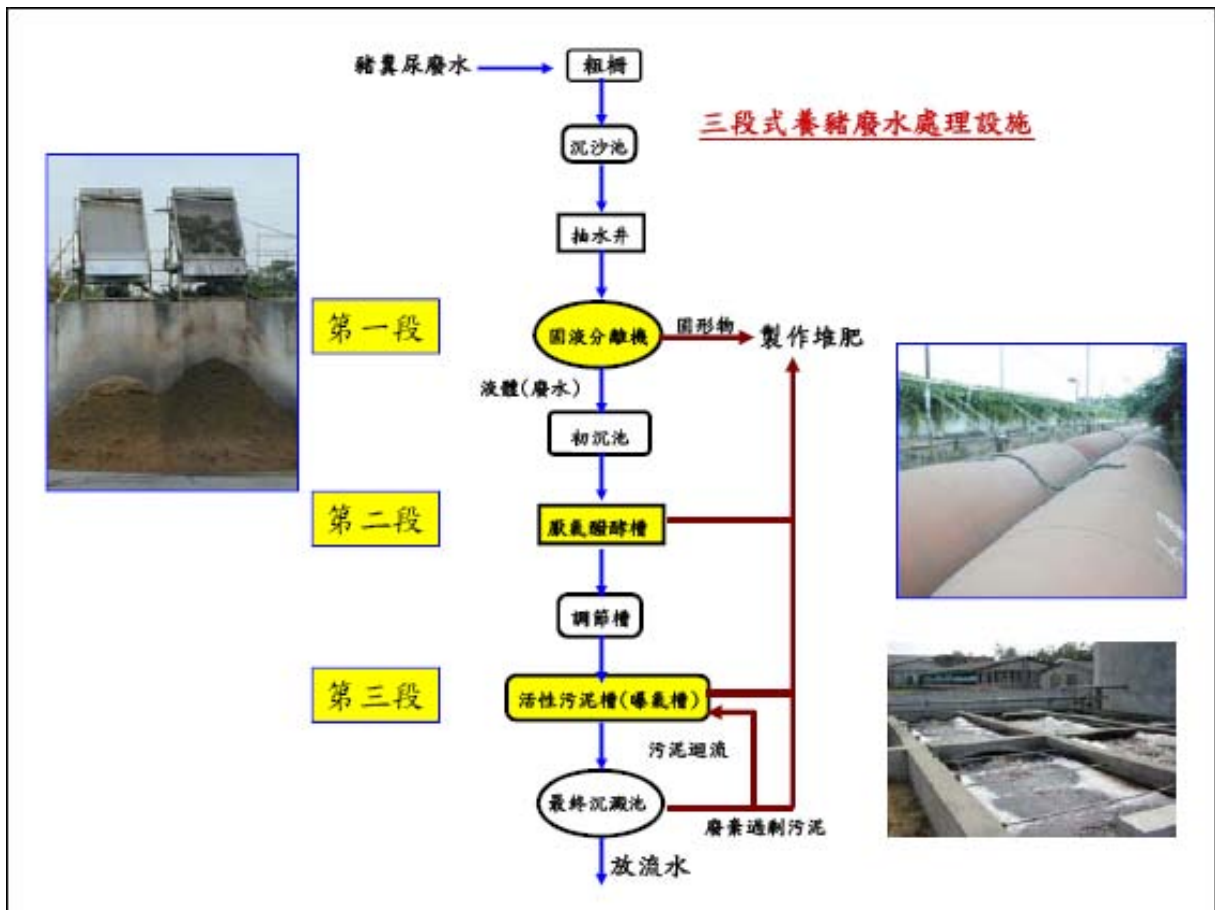 豬糞尿廢水
粗柵
三段式養豬廢水處理設施
沉沙池
抽水井
第一段
固液分離機
固形物
製作堆肥
液體(廢水)
初沉池
第二段
厭氣醱酵槽
調節槽
第三段
活性污泥槽(曝氣槽)
污泥迴流
最終沉澱池
廢棄過剩污泥
放流水